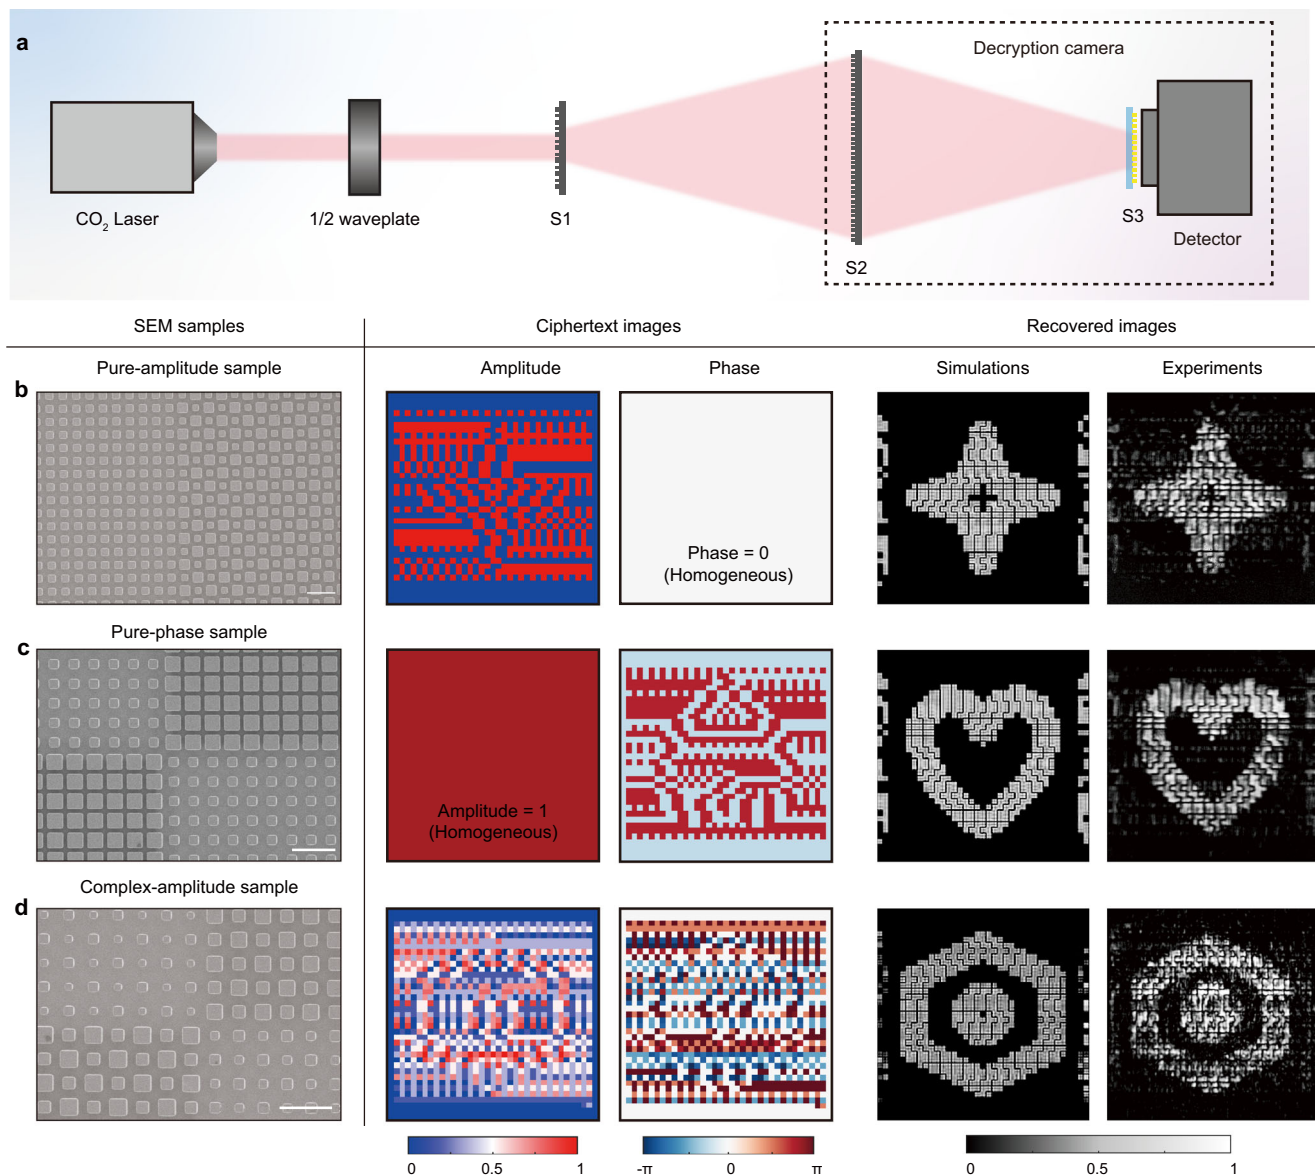 a
Decryption camera
CO2 Laser
1/2 waveplate
S1
S2
S3
Detector
SEM samples
Ciphertext images
Recovered images
Pure-amplitude sample
Amplitude
Phase
Simulations
Experiments
b
Phase = 0
(Homogeneous)
Pure-phase sample
c
Amplitude = 1
(Homogeneous)
Complex-amplitude sample
d
0
0.5
1
-π
0
π
0
0.5
1